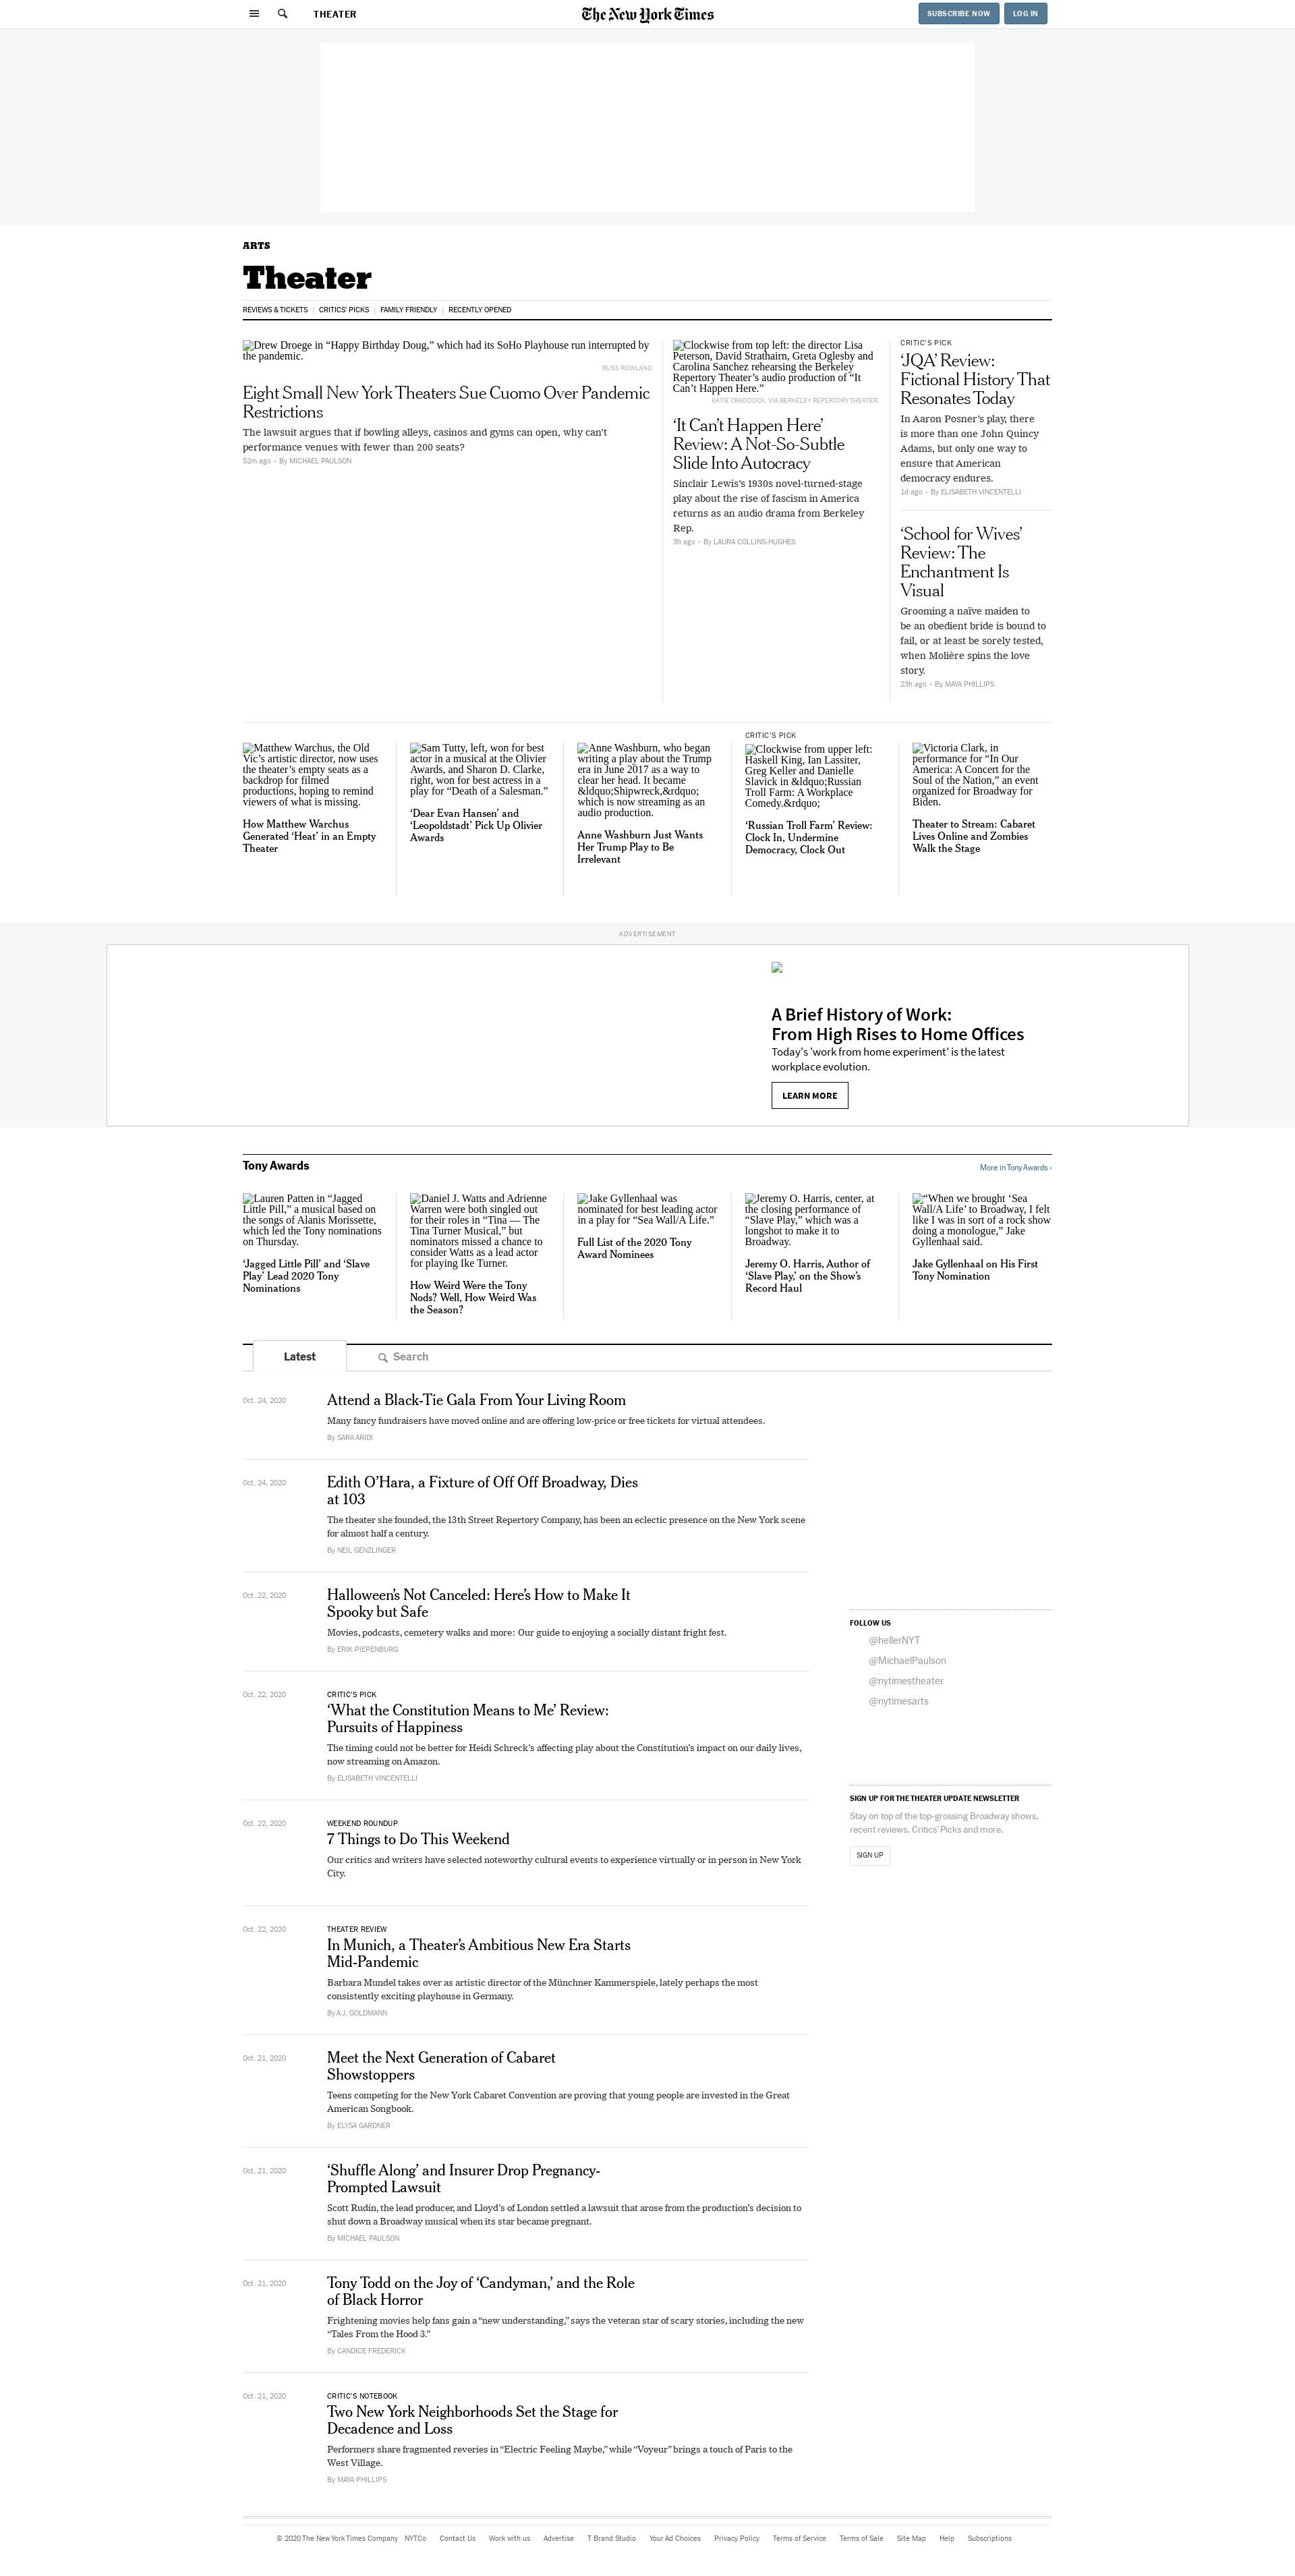 THEATER
The New York Times
SUBSCRIBE NOW
LOG IN
ARTS
Theater
REVIEWS & TICKETS | CRITICS' PICKS | FAMILY FRIENDLY | RECENTLY OPENED
Drew Droege in “Happy Birthday Doug,” which had its SoHo Playhouse run interrupted by
the pandemic.
RUSS ROWLAND
Eight Small New York Theaters Sue Cuomo Over Pandemic
Restrictions
The lawsuit argues that if bowling alleys, casinos and gyms can open, why can’t
performance venues with fewer than 200 seats?
52m ago • By MICHAEL PAULSON
Clockwise from top left: the director Lisa
Peterson, David Strathairn, Greta Oglesby and
Carolina Sanchez rehearsing the Berkeley
Repertory Theater’s audio production of “It
Can’t Happen Here.”
KATIE CRADDOCK, VIA BERKELEY REPERTORY THEATER.
‘It Can’t Happen Here’
Review: A Not-So-Subtle
Slide Into Autocracy
Sinclair Lewis’s 1930s novel-turned-stage
play about the rise of fascism in America
returns as an audio drama from Berkeley
Rep.
3h ago • By LAURA COLLINS-HUGHES
CRITIC’S PICK
‘JQA’ Review:
Fictional History That
Resonates Today
In Aaron Posner’s play, there
is more than one John Quincy
Adams, but only one way to
ensure that American
democracy endures.
1d ago • By ELISABETH VINCENTELLI
‘School for Wives’
Review: The
Enchantment Is
Visual
Grooming a naïve maiden to
be an obedient bride is bound to
fail, or at least be sorely tested,
when Molière spins the love
story.
23h ago • By MAYA PHILLIPS
Matthew Warchus, the Old
Vic’s artistic director, now uses
the theater’s empty seats as a
backdrop for filmed
productions, hoping to remind
viewers of what is missing.
How Matthew Warchus
Generated ‘Heat’ in an Empty
Theater
Sam Tutty, left, won for best
actor in a musical at the Olivier
Awards, and Sharon D. Clarke,
right, won for best actress in a
play for “Death of a Salesman.”
‘Dear Evan Hansen’ and
‘Leopoldstadt’ Pick Up Olivier
Awards
Anne Washburn, who began
writing a play about the Trump
era in June 2017 as a way to
clear her head. It became
&ldquo;Shipwreck,&rdquo;
which is now streaming as an
audio production.
Anne Washburn Just Wants
Her Trump Play to Be
Irrelevant
CRITIC’S PICK
Clockwise from upper left:
Haskell King, Ian Lassiter,
Greg Keller and Danielle
Slavick in &ldquo;Russian
Troll Farm: A Workplace
Comedy.&rdquo;
‘Russian Troll Farm’ Review:
Clock In, Undermine
Democracy, Clock Out
Victoria Clark, in
performance for “In Our
America: A Concert for the
Soul of the Nation,” an event
organized for Broadway for
Biden.
Theater to Stream: Cabaret
Lives Online and Zombies
Walk the Stage
ADVERTISEMENT
A Brief History of Work:
From High Rises to Home Offices
Today's 'work from home experiment' is the latest
workplace evolution.
LEARN MORE
Tony Awards
More in Tony Awards ›
Lauren Patten in “Jagged
Little Pill,” a musical based on
the songs of Alanis Morissette,
which led the Tony nominations
on Thursday.
‘Jagged Little Pill’ and ‘Slave
Play’ Lead 2020 Tony
Nominations
Daniel J. Watts and Adrienne
Warren were both singled out
for their roles in “Tina — The
Tina Turner Musical,” but
nominators missed a chance to
consider Watts as a lead actor
for playing Ike Turner.
How Weird Were the Tony
Nods? Well, How Weird Was
the Season?
Jake Gyllenhaal was
nominated for best leading actor
in a play for “Sea Wall/A Life.”
Full List of the 2020 Tony
Award Nominees
Jeremy O. Harris, center, at
the closing performance of
“Slave Play,” which was a
longshot to make it to
Broadway.
Jeremy O. Harris, Author of
‘Slave Play,’ on the Show’s
Record Haul
“When we brought ‘Sea
Wall/A Life’ to Broadway, I felt
like I was in sort of a rock show
doing a monologue,” Jake
Gyllenhaal said.
Jake Gyllenhaal on His First
Tony Nomination
Latest
Search
Oct. 24, 2020
Attend a Black-Tie Gala From Your Living Room
Many fancy fundraisers have moved online and are offering low-price or free tickets for virtual attendees.
By SARA ARIDI
Oct. 24, 2020
Edith O’Hara, a Fixture of Off Off Broadway, Dies
at 103
The theater she founded, the 13th Street Repertory Company, has been an eclectic presence on the New York scene
for almost half a century.
By NEIL GENZLINGER
Oct. 22, 2020
Halloween’s Not Canceled: Here’s How to Make It
Spooky but Safe
Movies, podcasts, cemetery walks and more: Our guide to enjoying a socially distant fright fest.
By ERIK PIEPENBURG
Oct. 22, 2020
CRITIC’S PICK
‘What the Constitution Means to Me’ Review:
Pursuits of Happiness
The timing could not be better for Heidi Schreck’s affecting play about the Constitution’s impact on our daily lives,
now streaming on Amazon.
By ELISABETH VINCENTELLI
Oct. 22, 2020
WEEKEND ROUNDUP
7 Things to Do This Weekend
Our critics and writers have selected noteworthy cultural events to experience virtually or in person in New York
City.
Oct. 22, 2020
THEATER REVIEW
In Munich, a Theater’s Ambitious New Era Starts
Mid-Pandemic
Barbara Mundel takes over as artistic director of the Münchner Kammerspiele, lately perhaps the most
consistently exciting playhouse in Germany.
By A.J. GOLDMANN
Oct. 21, 2020
Meet the Next Generation of Cabaret
Showstoppers
Teens competing for the New York Cabaret Convention are proving that young people are invested in the Great
American Songbook.
By ELYSA GARDNER
Oct. 21, 2020
‘Shuffle Along’ and Insurer Drop Pregnancy-
Prompted Lawsuit
Scott Rudin, the lead producer, and Lloyd’s of London settled a lawsuit that arose from the production’s decision to
shut down a Broadway musical when its star became pregnant.
By MICHAEL PAULSON
Oct. 21, 2020
Tony Todd on the Joy of ‘Candyman,’ and the Role
of Black Horror
Frightening movies help fans gain a “new understanding,” says the veteran star of scary stories, including the new
“Tales From the Hood 3.”
By CANDICE FREDERICK
Oct. 21, 2020
CRITIC’S NOTEBOOK
Two New York Neighborhoods Set the Stage for
Decadence and Loss
Performers share fragmented reveries in “Electric Feeling Maybe,” while “Voyeur” brings a touch of Paris to the
West Village.
By MAYA PHILLIPS
FOLLOW US
@hellerNYT
@MichaelPaulson
@nytimestheater
@nytimesarts
SIGN UP FOR THE THEATER UPDATE NEWSLETTER
Stay on top of the top-grossing Broadway shows,
recent reviews, Critics’ Picks and more.
SIGN UP
© 2020 The New York Times Company NYTCo Contact Us Work with us Advertise T Brand Studio Your Ad Choices Privacy Policy Terms of Service Terms of Sale Site Map Help Subscriptions